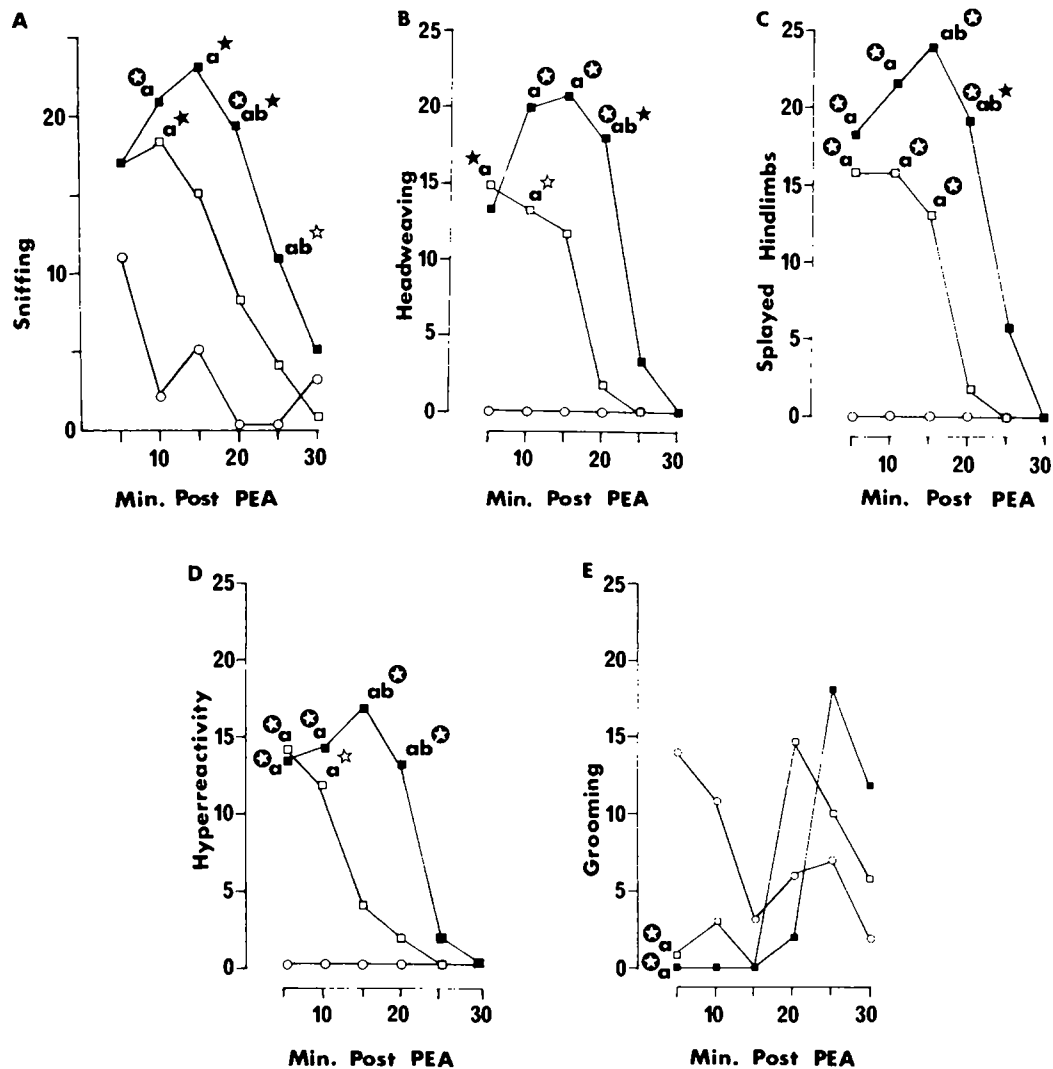 A
Sniffing
20
10
0
a
a
a
ab
ab
10 20 30
Min. Post PEA
B
Headweaving
25
20
15
10
5
0
a
a
a
ab
a
10 20 30
Min. Post PEA
C
Splayed Hindlimbs
25
20
15
10
5
0
a
a
ab
ab
a
a
a
10 20 30
Min. Post PEA
D
Hyperreactivity
25
20
15
10
5
0
a
a
a
a
ab
ab
10 20 30
Min. Post PEA
E
Grooming
25
20
15
10
5
0
a
a
10 20 30
Min. Post PEA